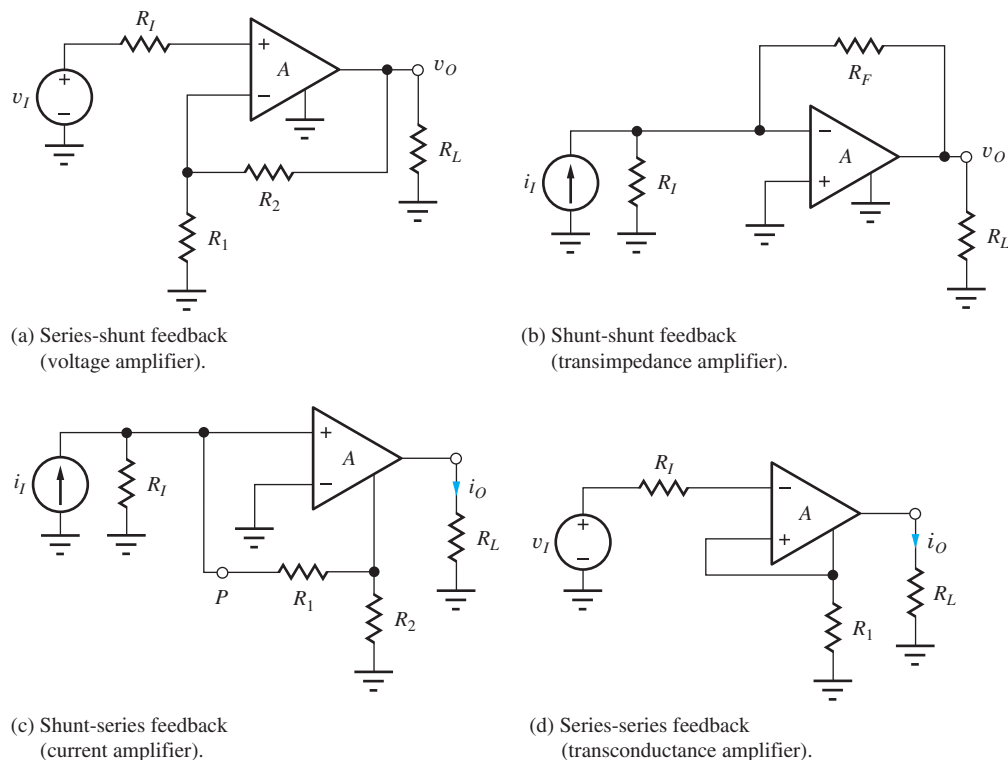 R_I
+
A
−
v_O
v_I
+
−
R_L
R_2
R_1
(a) Series-shunt feedback
(voltage amplifier).
R_F
−
A
+
v_O
i_I
R_I
R_L
(b) Shunt-shunt feedback
(transimpedance amplifier).
+
A
−
i_I
R_I
i_O
R_L
P
R_1
R_2
(c) Shunt-series feedback
(current amplifier).
R_I
−
A
+
v_I
+
−
i_O
R_L
R_1
(d) Series-series feedback
(transconductance amplifier).